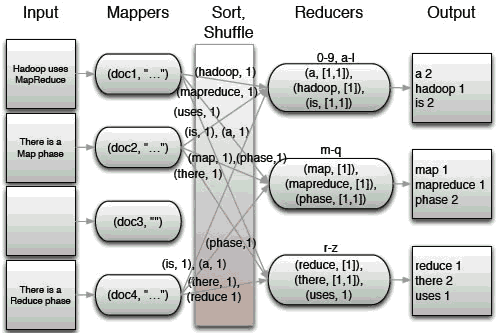 Input
Mappers
Sort,
Shuffle
Reducers
Output
Hadoop uses
MapReduce
There is a
Map phase
There is a
Reduce phase
(doc1, "...")
(doc2, "...")
(doc3, "")
(doc4, "...")
(hadoop, 1)
(mapreduce, 1)
(uses, 1)
(is, 1), (a, 1)
(map, 1),(phase,1)
(there, 1)
(phase,1)
(is, 1), (a, 1)
(there, 1),
(reduce 1)
0-9, a-l
(a, [1,1]),
(hadoop, [1]),
(is, [1,1])
m-q
(map, [1]),
(mapreduce, [1]),
(phase, [1,1])
r-z
(reduce, [1]),
(there, [1,1]),
(uses, 1)
a 2
hadoop 1
is 2
map 1
mapreduce 1
phase 2
reduce 1
there 2
uses 1